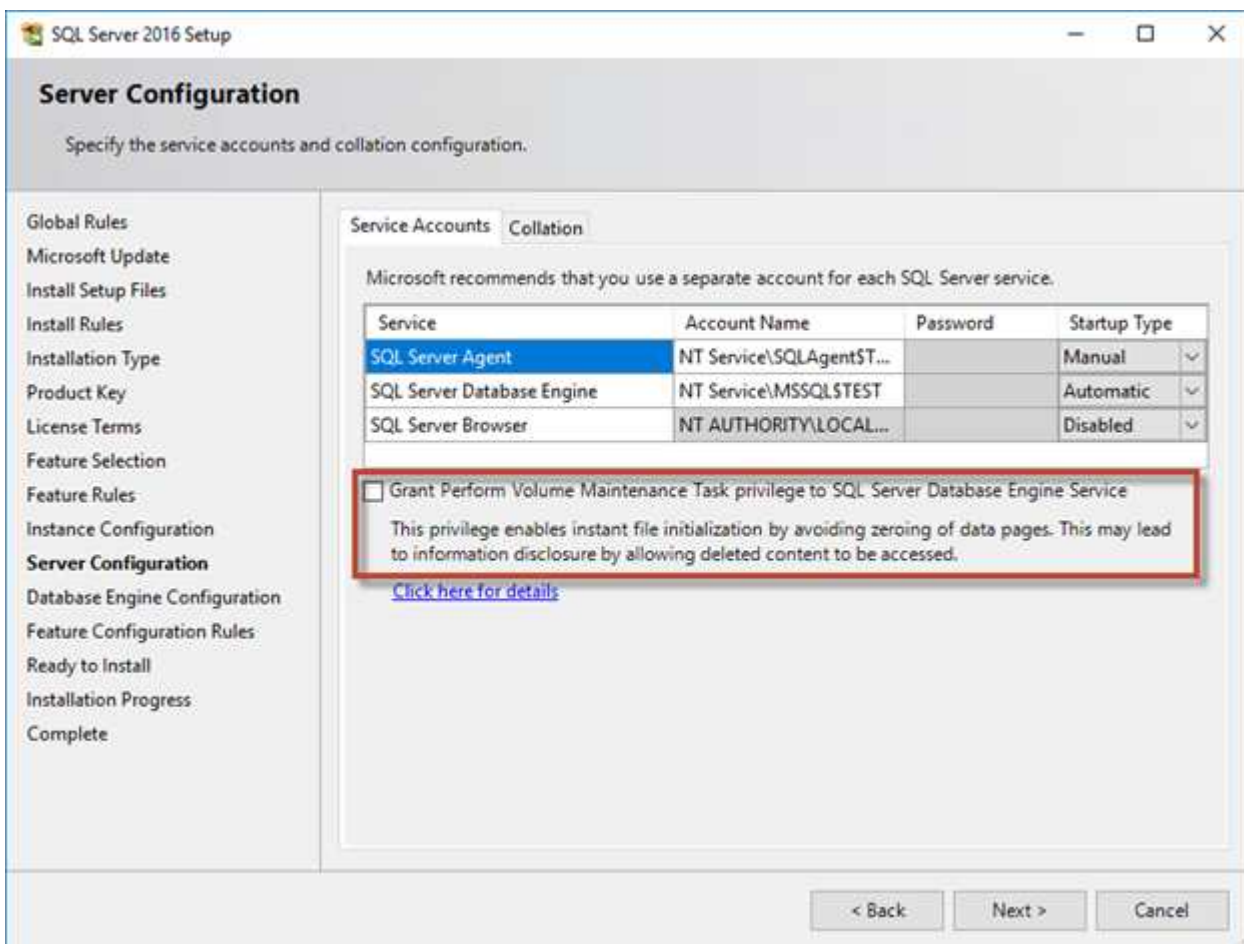 SQL Server 2016 Setup
Server Configuration
Specify the service accounts and collation configuration.
Global Rules
Microsoft Update
Install Setup Files
Install Rules
Installation Type
Product Key
License Terms
Feature Selection
Feature Rules
Instance Configuration
Server Configuration
Database Engine Configuration
Feature Configuration Rules
Ready to Install
Installation Progress
Complete
Service Accounts Collation
Microsoft recommends that you use a separate account for each SQL Server service.
Service Account Name Password Startup Type
SQL Server Agent NT Service\SQLAgent$T... Manual
SQL Server Database Engine NT Service\MSSQL$TEST Automatic
SQL Server Browser NT AUTHORITY\LOCAL... Disabled
Grant Perform Volume Maintenance Task privilege to SQL Server Database Engine Service
This privilege enables instant file initialization by avoiding zeroing of data pages. This may lead
to information disclosure by allowing deleted content to be accessed.
Click here for details
< Back Next > Cancel